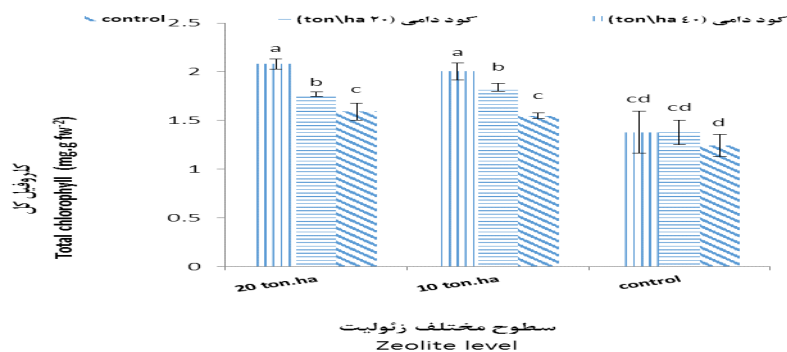 control
کود دامی (۲۰ ton\ha)
کود دامی (۴۰ ton\ha)
2.5
2
1.5
1
0.5
0
کلروفیل کل
Total chlorophyll (mg.g fw-2)
a
b
c
a
b
c
cd
cd
d
20 ton.ha
10 ton.ha
control
سطوح مختلف زئولیت
Zeolite level